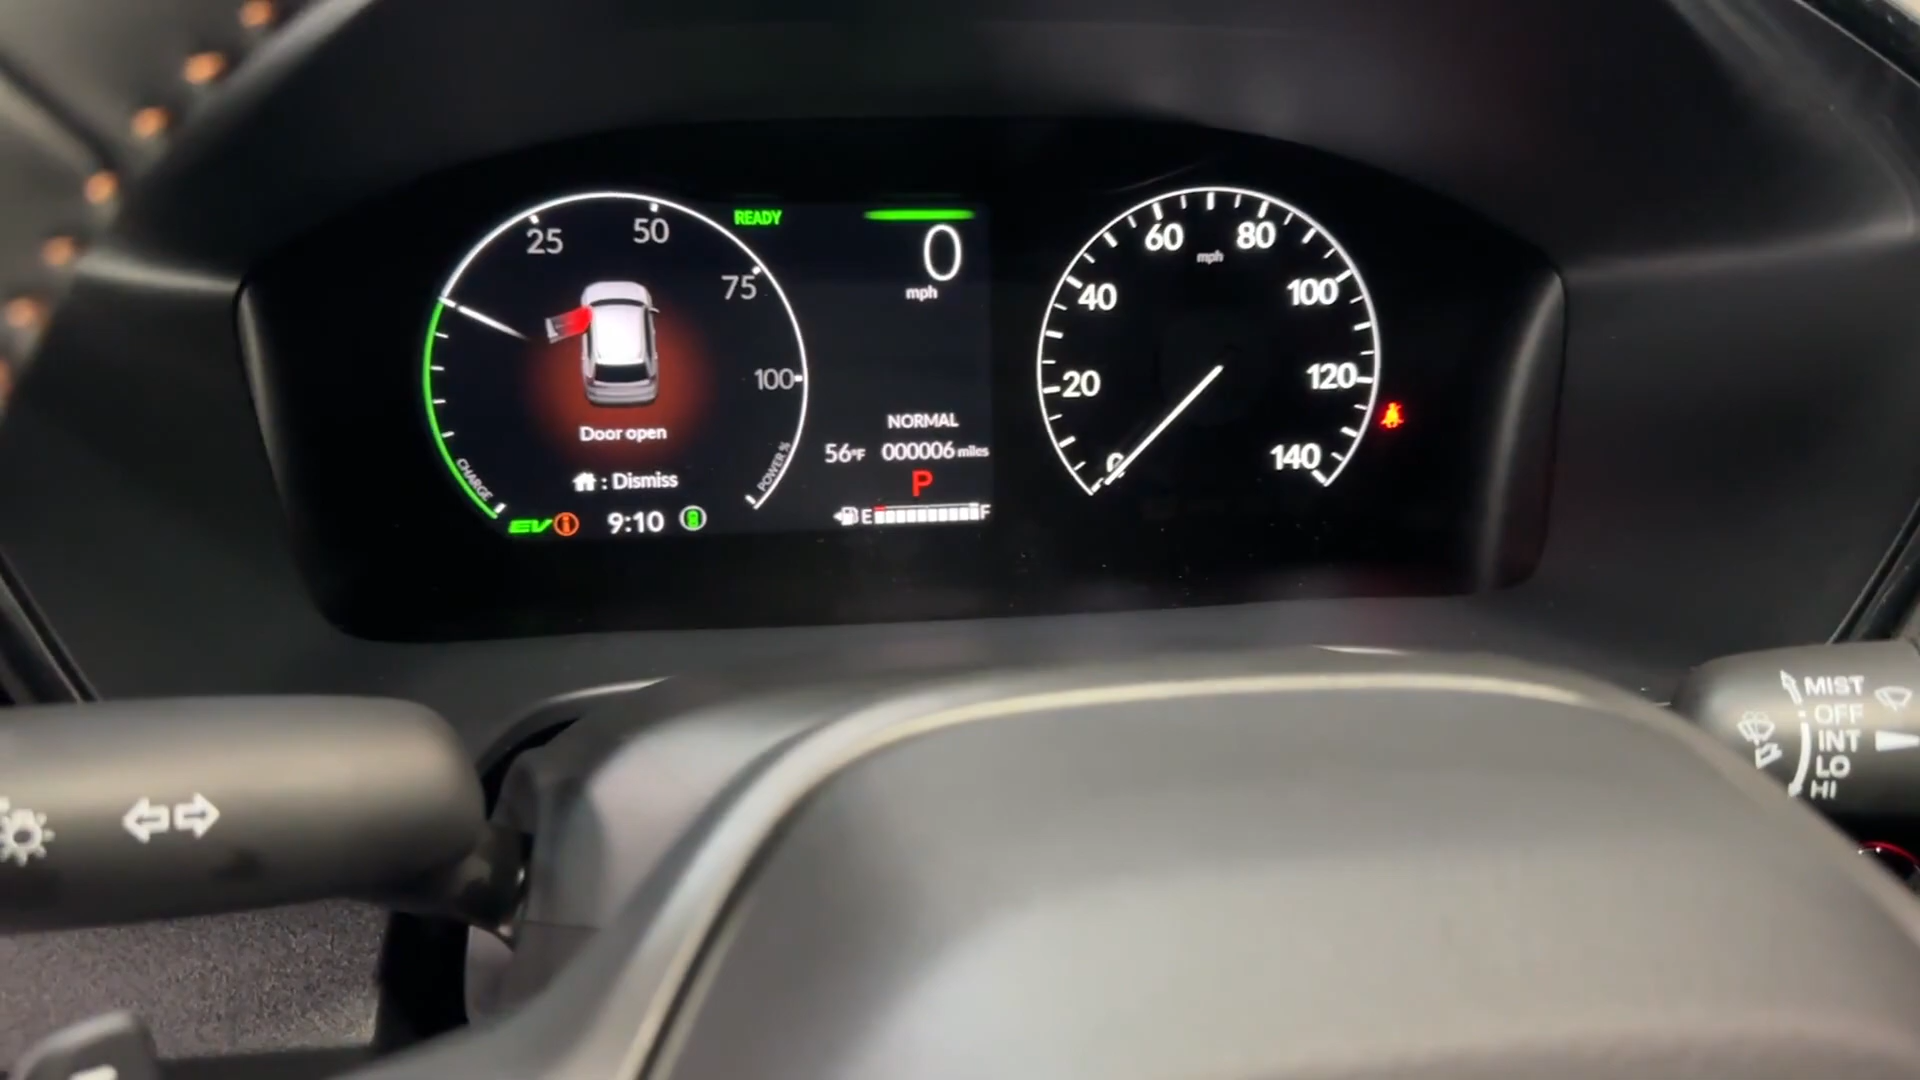 25
50
75
100
CHARGE
POWER %
Door open
: Dismiss
EV
9:10
READY
0
mph
NORMAL
56°F 000006 miles
P
E F
0
20
40
60
80
100
120
140
mph
MIST
OFF
INT
LO
HI